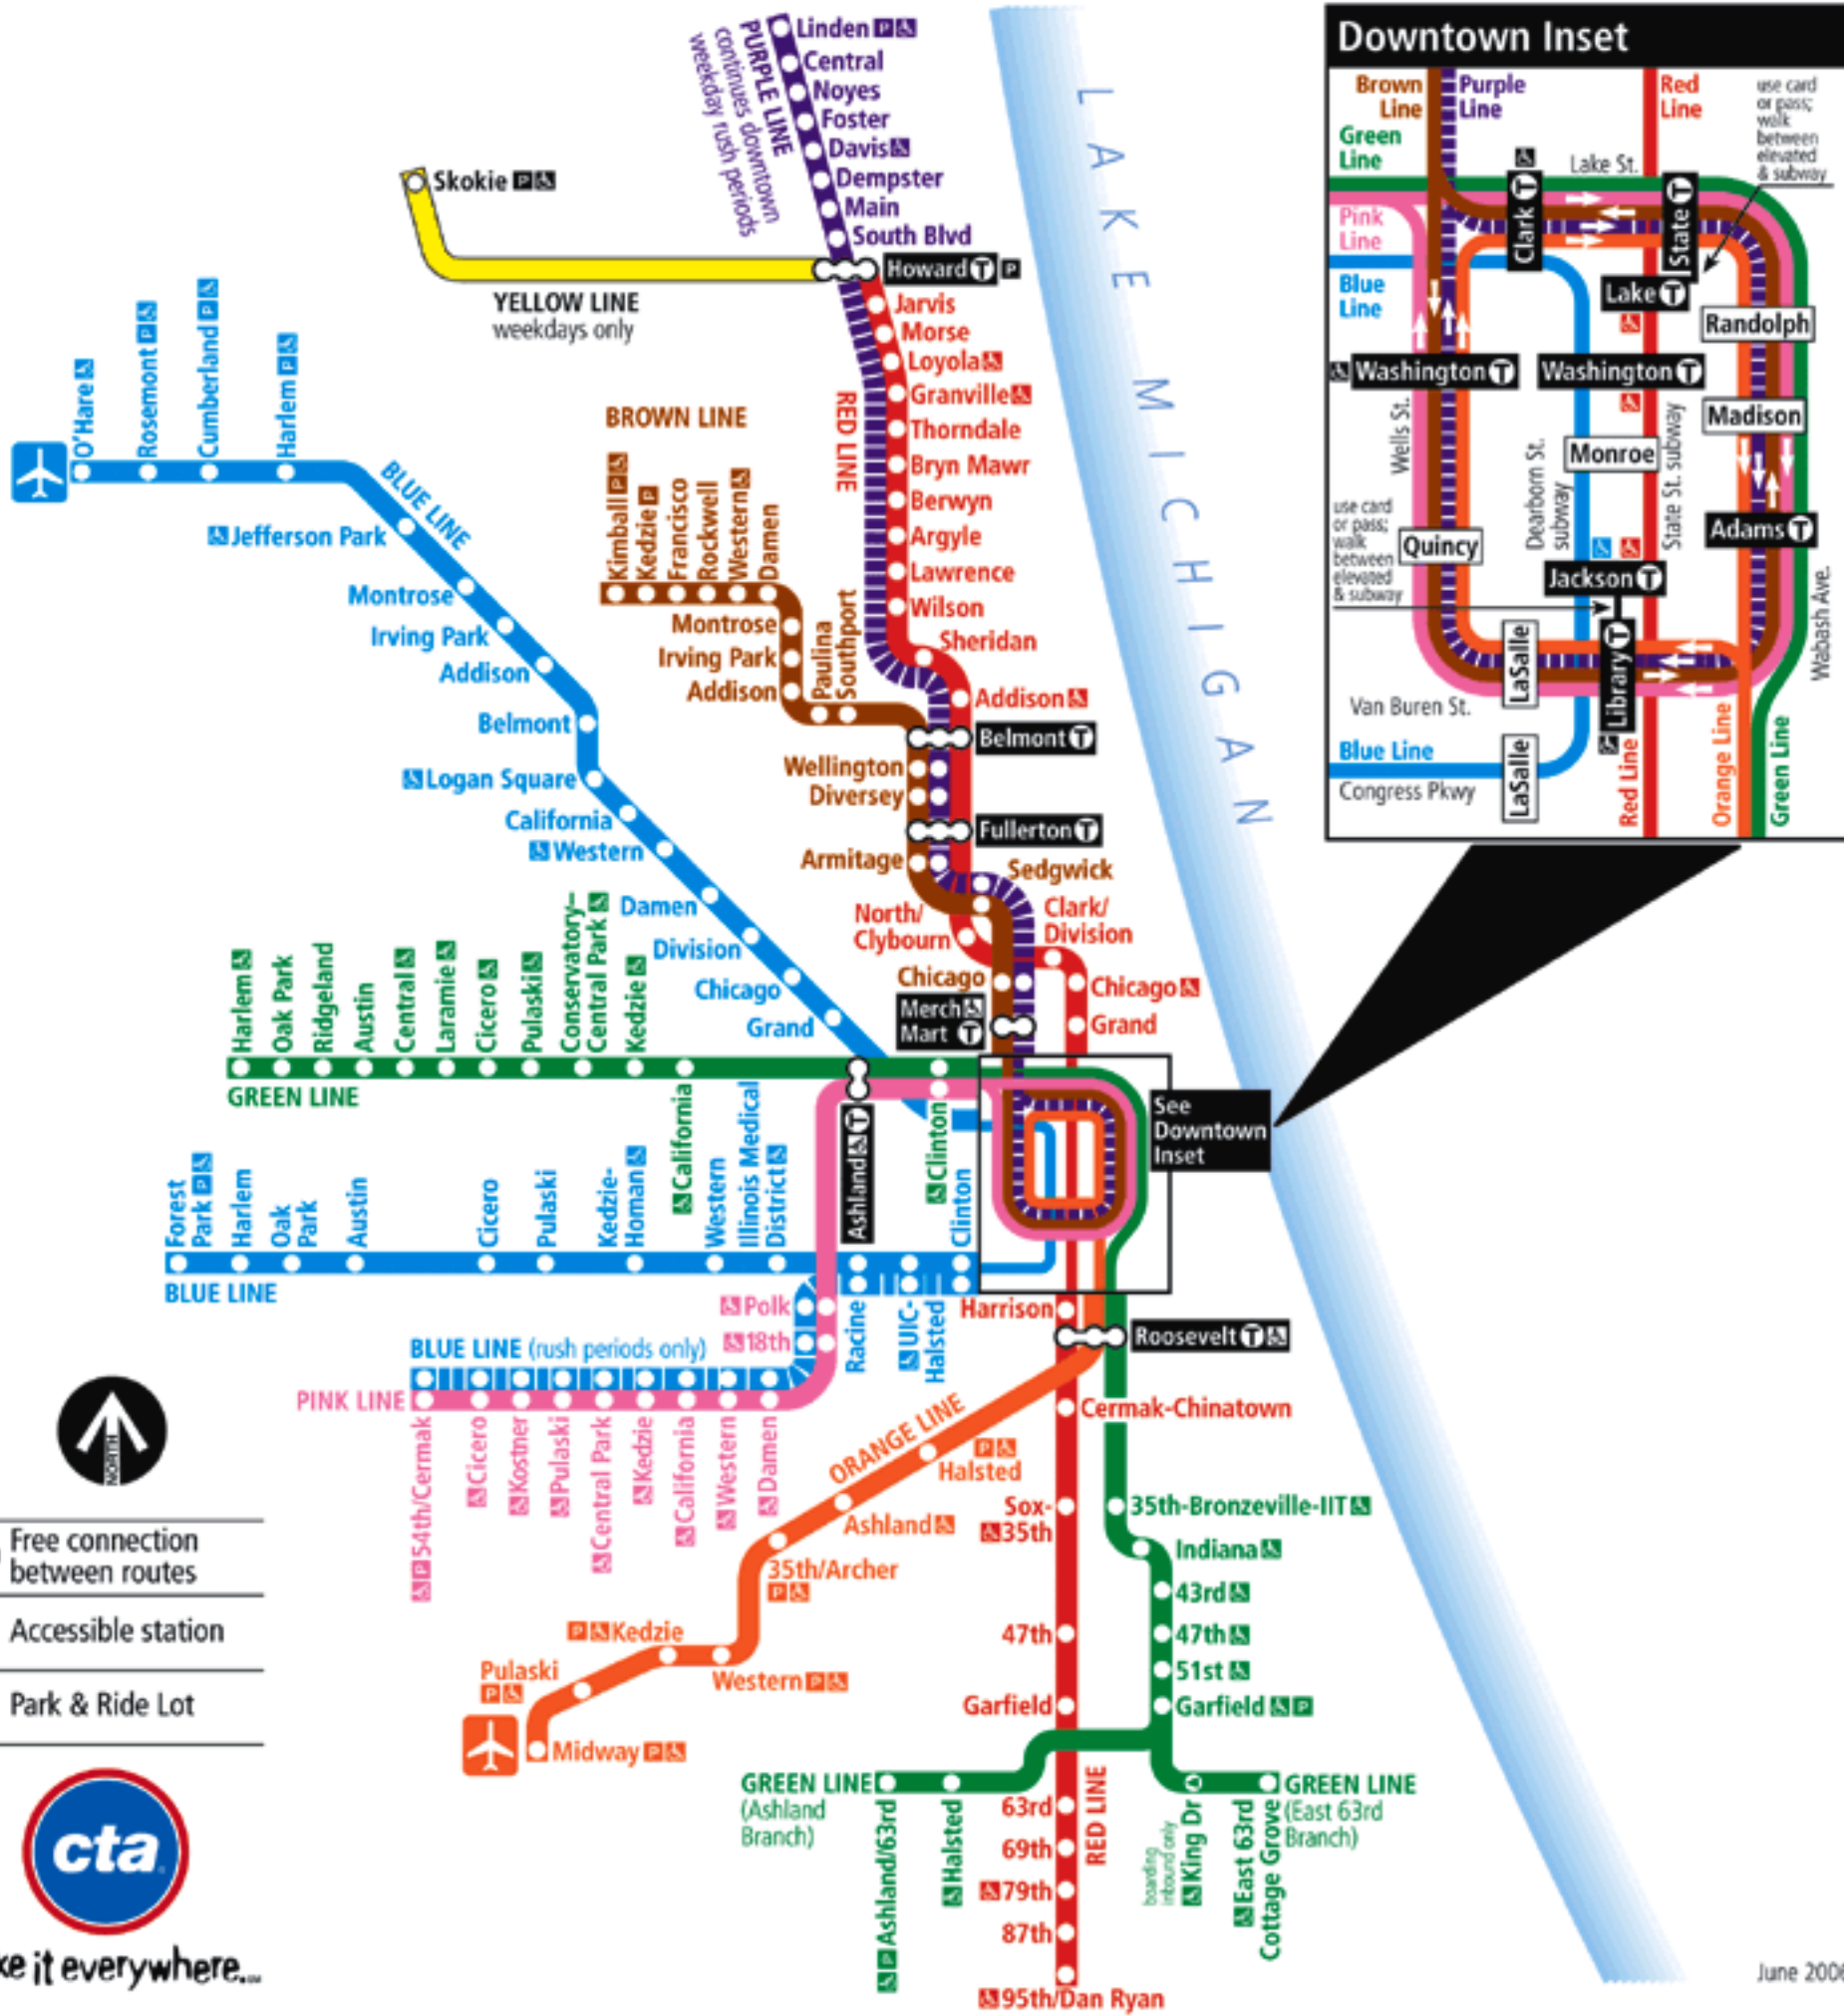 Linden P
Central
Noyes
Foster
Davis
Dempster
Main
South Blvd
PURPLE LINE
continues downtown
weekday rush periods
Skokie P
Howard T P
YELLOW LINE
weekdays only
LAKE MICHIGAN
Jarvis
Morse
Loyola
Granville
Thorndale
Bryn Mawr
Berwyn
Argyle
Lawrence
Wilson
Sheridan
Addison
RED LINE
Belmont T
Fullerton T
O'Hare
Rosemont P
Cumberland P
Harlem P
BLUE LINE
Jefferson Park
Montrose
Irving Park
Addison
Belmont
Logan Square
California
Western
Damen
Division
Chicago
Grand
BROWN LINE
Kimball P
Kedzie P
Francisco
Rockwell
Western
Damen
Montrose
Irving Park
Addison
Paulina
Southport
Wellington
Diversey
Armitage
Sedgwick
North/
Clybourn
Clark/
Division
Chicago
Chicago
Merch
Mart T
Grand
Harlem
Oak Park
Ridgeland
Austin
Central
Laramie
Cicero
Pulaski
Conservatory–
Central Park
Kedzie
GREEN LINE
California
Ashland T
Clinton
See
Downtown
Inset
Forest
Park P
Harlem
Oak
Park
Austin
Cicero
Pulaski
Kedzie-
Homan
Western
Illinois Medical
District
Clinton
BLUE LINE
Racine
UIC-
Halsted
Polk
18th
BLUE LINE (rush periods only)
PINK LINE
P 54th/Cermak
Cicero
Kostner
Pulaski
Central Park
Kedzie
California
Western
Damen
Harrison
Roosevelt T
Cermak-Chinatown
ORANGE LINE
P
Halsted
Ashland
35th/Archer
P
P Kedzie
Western P
Pulaski
P
Midway P
Sox-
35th
47th
Garfield
63rd
69th
79th
87th
95th/Dan Ryan
RED LINE
35th-Bronzeville-IIT
Indiana
43rd
47th
51st
Garfield P
GREEN LINE
(Ashland
Branch)
P Ashland/63rd
Halsted
boarding
inbound only
King Dr
East 63rd
Cottage Grove
GREEN LINE
(East 63rd
Branch)
NORTH
Free connection
between routes
Accessible station
Park & Ride Lot
cta
ke it everywhere...
June 2006
Downtown Inset
Brown
Line
Purple
Line
Red
Line
use card
or pass;
walk
between
elevated
& subway
Green
Line
Lake St.
Pink
Line
Blue
Line
Clark T
State T
Lake T
Randolph
Washington T
Washington T
Madison
Wells St.
Monroe
Dearborn St.
subway
State St. subway
use card
or pass;
walk
between
elevated
& subway
Quincy
Adams T
Jackson T
LaSalle
Library T
Wabash Ave.
Van Buren St.
Blue Line
Congress Pkwy
LaSalle
Red Line
Orange Line
Green Line